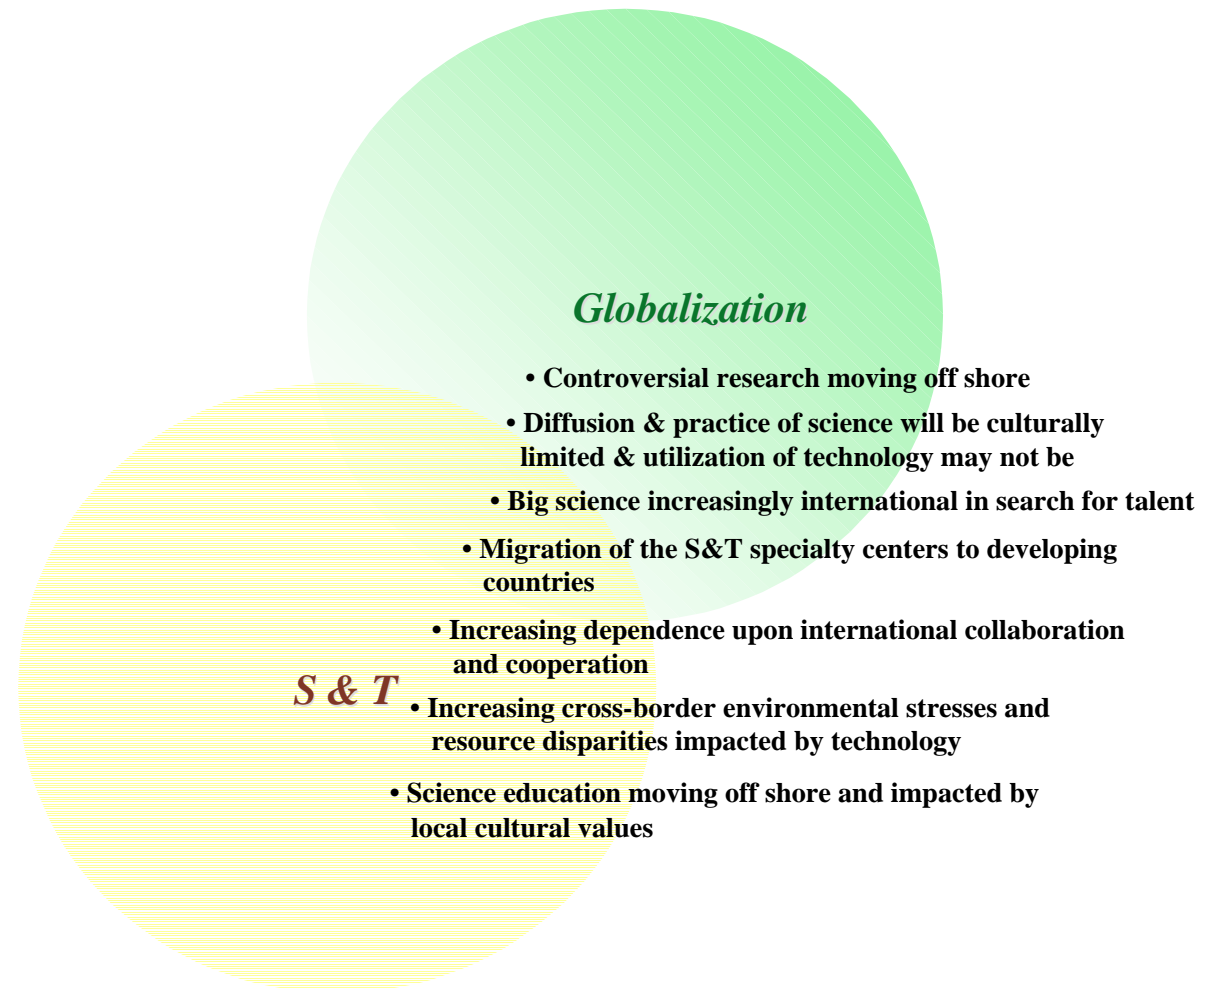 Globalization
• Controversial research moving off shore
• Diffusion & practice of science will be culturally
limited & utilization of technology may not be
• Big science increasingly international in search for talent
• Migration of the S&T specialty centers to developing
countries
• Increasing dependence upon international collaboration
and cooperation
S & T
• Increasing cross-border environmental stresses and
resource disparities impacted by technology
• Science education moving off shore and impacted by
local cultural values